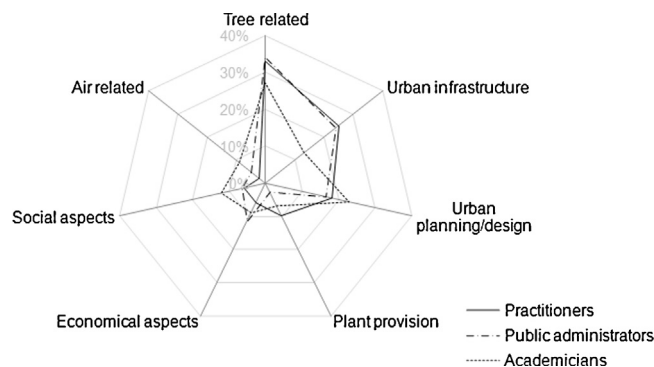 Tree related
40%
30%
20%
10%
0%
Air related
Urban infrastructure
Social aspects
Urban
planning/design
Economical aspects
Plant provision
Practitioners
Public administrators
Academicians